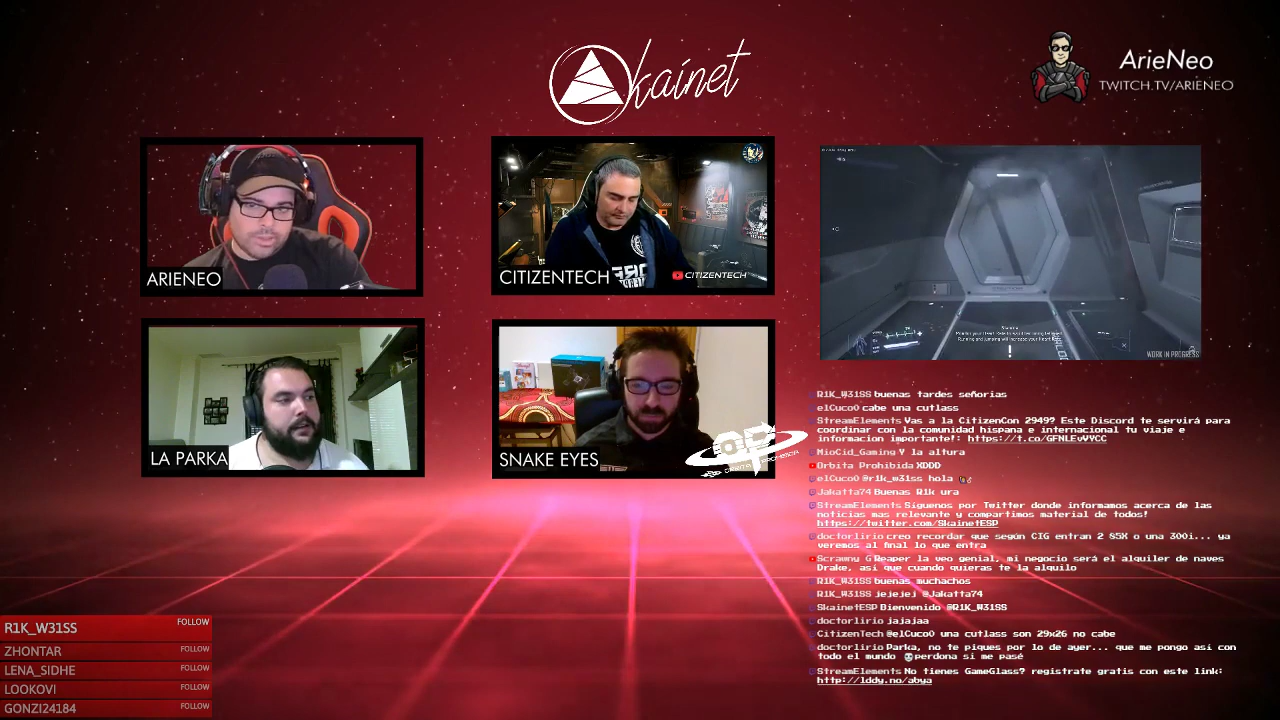 kainet
ArieNeo
TWITCH.TV/ARIENEO
ARIENEO
CITIZENTECH
CITIZENTECH
LA PARKA
SNAKE EYES
OP
ORBITA PROHIBIDA
WORK IN PROGRESS
R1K_W31SS buenas tardes señorias
elCuco0 cabe una cutlass
StreamElements Vas a la CitizenCon 2949? Este Discord te servirá para
coordinar con la comunidad hispana e internacional tu viaje e
informacion importante!: https://t.co/GFNLEvVYCC
MioCid_Gaming Y la altura
Orbita Prohibida XDDD
elCuco0 @r1k_w31ss hola
Jakatta74 Buenas R1k ura
StreamElements Siguenos por Twitter donde informamos acerca de las
noticias mas relevante y compartimos material de todos!
https://twitter.com/SkainetESP
doctorlirio creo recordar que según CIG entran 2 85X o una 300i... ya
veremos al final lo que entra
Scrawny G Reaper la veo genial, mi negocio será el alquiler de naves
Drake, así que cuando quieras te la alquilo
R1K_W31SS buenas muchachos
R1K_W31SS jejejej @Jakatta74
SkainetESP Bienvenido @R1K_W31SS
doctorlirio jajajaa
CitizenTech @elCuco0 una cutlass son 29x26 no cabe
doctorlirio Parka, no te piques por lo de ayer... que me pongo así con
todo el mundo perdona si me pasé
StreamElements No tienes GameGlass? registrate gratis con este link:
http://lddy.no/abya
R1K_W31SS FOLLOW
ZHONTAR FOLLOW
LENA_SIDHE FOLLOW
LOOKOVI FOLLOW
GONZI24184 FOLLOW